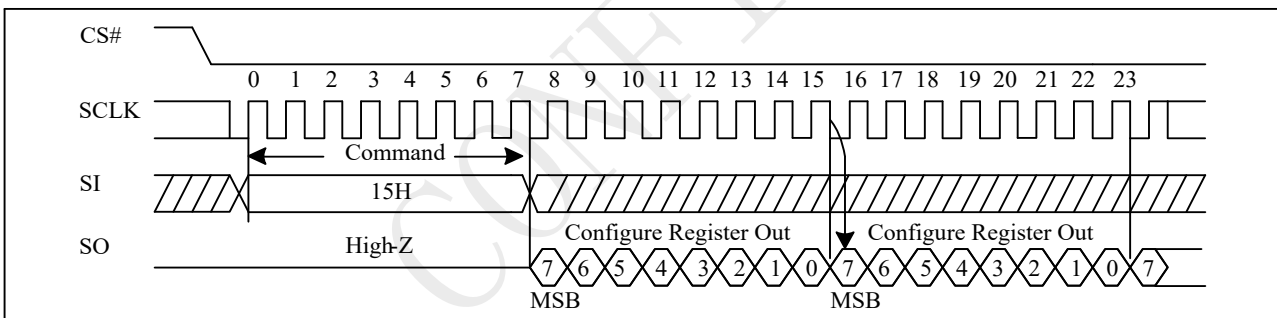 CS#
0 1 2 3 4 5 6 7 8 9 10 11 12 13 14 15 16 17 18 19 20 21 22 23
SCLK
Command
SI
15H
SO
High-Z
Configure Register Out
Configure Register Out
7 6 5 4 3 2 1 0 7 6 5 4 3 2 1 0 7
MSB
MSB